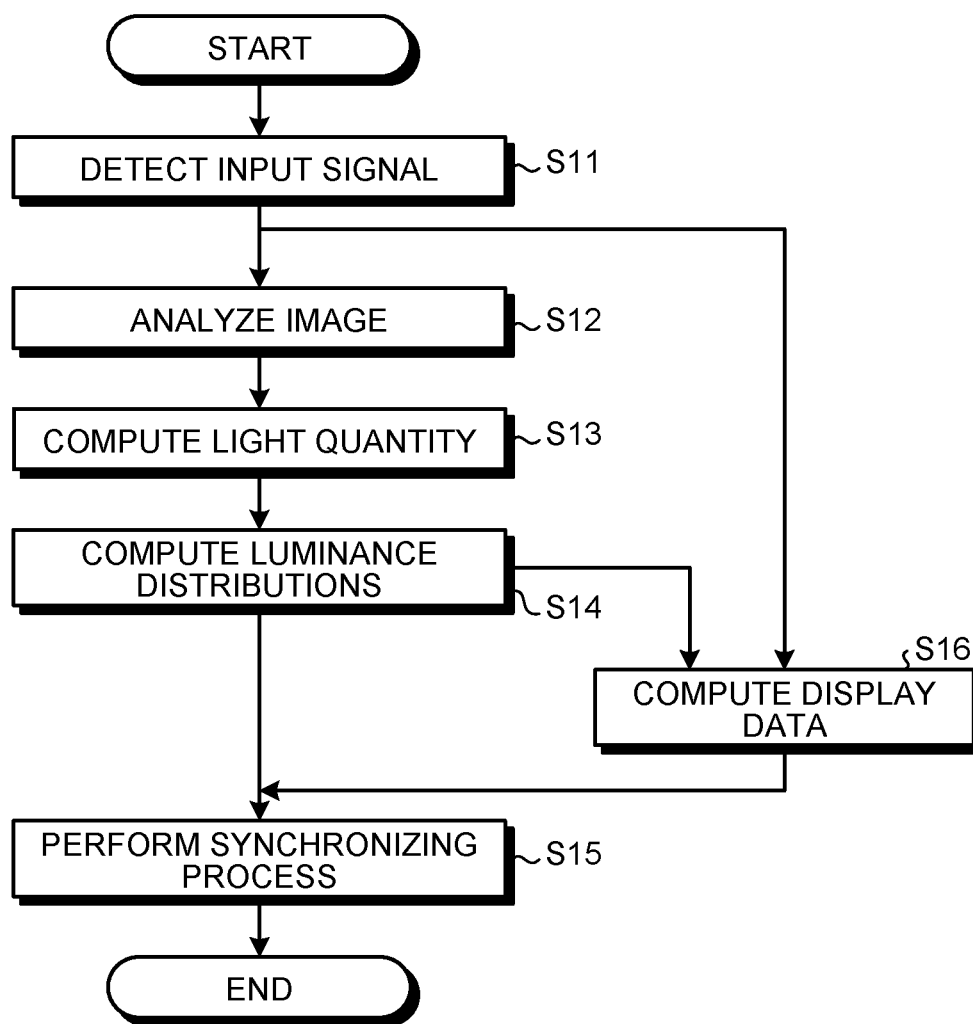 START
DETECT INPUT SIGNAL
S11
ANALYZE IMAGE
S12
COMPUTE LIGHT QUANTITY
S13
COMPUTE LUMINANCE
DISTRIBUTIONS
S14
S16
COMPUTE DISPLAY
DATA
PERFORM SYNCHRONIZING
PROCESS
S15
END